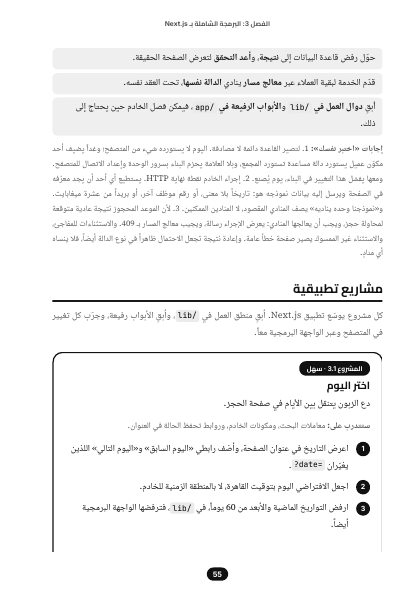 الفصل 3: البرمجة الشاملة بـ Next.js
حوّل رفض قاعدة البيانات إلى نتيجة، وأعد التحقق لتعرض الصفحة الحقيقة.
قدّم الخدمة لبقية العملاء عبر معالج مسار ينادي الدالة نفسها، تحت العقد نفسه.
أبقِ دوال العمل في lib/ والأبواب الرفيعة في app/، فيمكن فصل الخادم حين يحتاج إلى
ذلك.
إجابات «اختبر نفسك»: 1. لتصير القاعدة دائمة لا مصادفة. اليوم لا يستورده شيء من المتصفح؛ وغداً يضيف أحد
مكوّن عميل يستورد دالة مساعدة تستورد المجمع، وبلا العلامة يحزم البناء بسرور الوحدة وإعداد الاتصال للمتصفح.
ومعها يفشل هذا التغيير في البناء، يوم يُصنع. 2. إجراء الخادم نقطة نهاية HTTP. يستطيع أي أحد أن يجد معرّفه
في الصفحة ويرسل إليه بيانات نموذجه هو: تاريخاً بلا معنى، أو رقم موظف آخر، أو بريداً من عشرة ميغابايت.
و«نموذجنا وحده يناديه» يصف المنادي المقصود، لا المنادين الممكنين. 3. لأن الموعد المحجوز نتيجة عادية متوقعة
لمحاولة حجز، ويجب أن يعالجها المنادي: يعرض الإجراء رسالة، ويجيب معالج المسار بـ 409. والاستثناءات للمفاجئ،
والاستثناء غير الممسوك يصير صفحة خطأ عامة. وإعادة نتيجة تجعل الاحتمال ظاهراً في نوع الدالة أيضاً، فلا ينساه
أي منادٍ.
مشاريع تطبيقية
كل مشروع يوسّع تطبيق Next.js. أبقِ منطق العمل في lib/، وأبقِ الأبواب رفيعة، وجرّب كل تغيير
في المتصفح وعبر الواجهة البرمجية معاً.
المشروع 3.1 · سهل
اختر اليوم
دع الزبون يتنقل بين الأيام في صفحة الحجز.
ستتدرب على: معاملات البحث، ومكونات الخادم، وروابط تحفظ الحالة في العنوان.
1 اعرض التاريخ في عنوان الصفحة، وأضف رابطي «اليوم السابق» و«اليوم التالي» اللذين
يغيّران ?date=.
2 اجعل الافتراضي اليوم بتوقيت القاهرة، لا بالمنطقة الزمنية للخادم.
3 ارفض التواريخ الماضية والأبعد من 60 يوماً، في lib/، فترفضها الواجهة البرمجية
أيضاً.
55